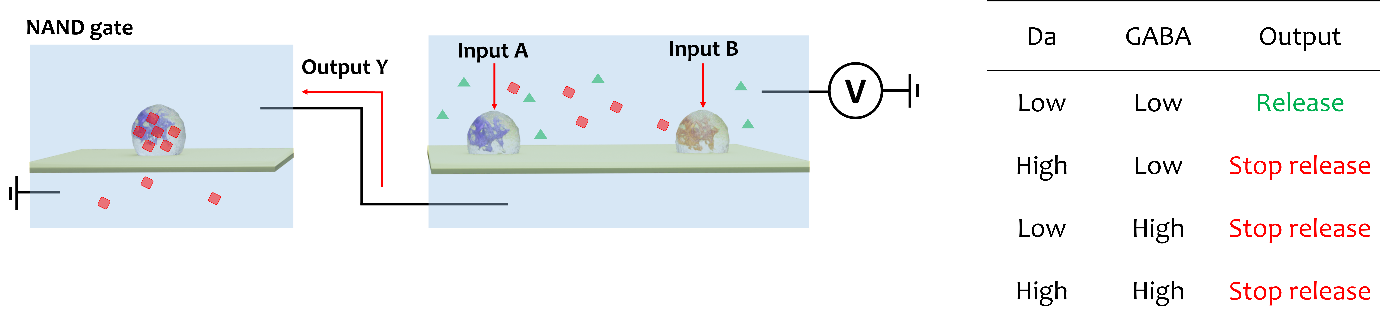 NAND gate
Output Y
Input A
Input B
V
Da GABA Output
Low Low Release
High Low Stop release
Low High Stop release
High High Stop release